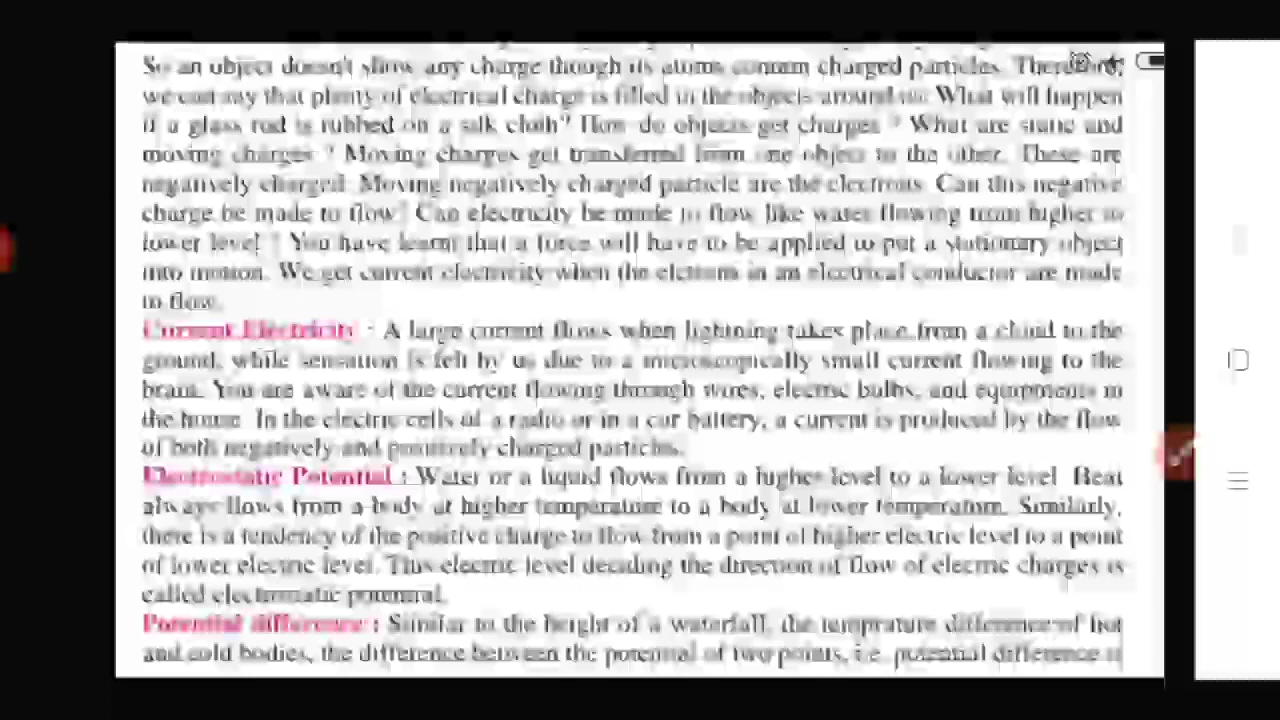 So an object doesn't show any charge though its atoms contain charged particles. Therefore,
we can say that plenty of electrical charge is filled in the objects around us. What will happen
if a glass rod is rubbed on a silk cloth? How do objects get charged ? What are static and
moving charges ? Moving charges get transferred from one object to the other. These are
negatively charged. Moving negatively charged particle are the electrons. Can this negative
charge be made to flow? Can electricity be made to flow like water flowing from higher to
lower level ? You have learnt that a force will have to be applied to put a stationary object
into motion. We get current electricity when the elctrons in an electrical conductor are made
to flow.
Current Electricity : A large current flows when lightning takes place from a cloud to the
ground, while sensation is felt by us due to a microscopically small current flowing to the
brain. You are aware of the current flowing through wires, electric bulbs, and equipments in
the house. In the electric cells of a radio or in a car battery, a current is produced by the flow
of both negatively and positively charged particles.
Electrostatic Potential : Water or a liquid flows from a higher level to a lower level. Heat
always flows from a body at higher temperature to a body at lower temperature. Similarly,
there is a tendency of the positive charge to flow from a point of higher electric level to a point
of lower electric level. This electric level deciding the direction of flow of electric charges is
called electrostatic potential.
Potential difference : Similar to the height of a waterfall, the temprature difference of hot
and cold bodies, the difference between the potential of two points, i.e. potential difference is